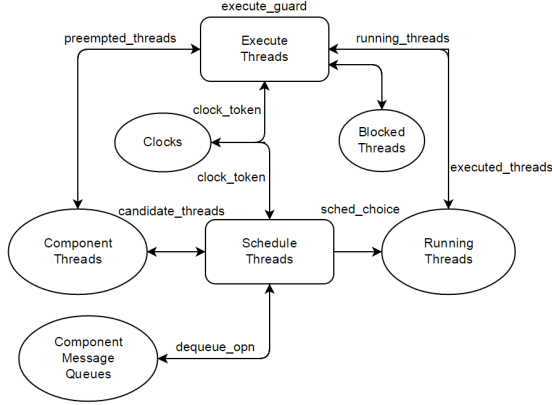 execute_guard
preempted_threads
Execute
Threads
running_threads
clock_token
Clocks
Blocked
Threads
clock_token
executed_threads
candidate_threads
sched_choice
Component
Threads
Schedule
Threads
Running
Threads
dequeue_opn
Component
Message
Queues